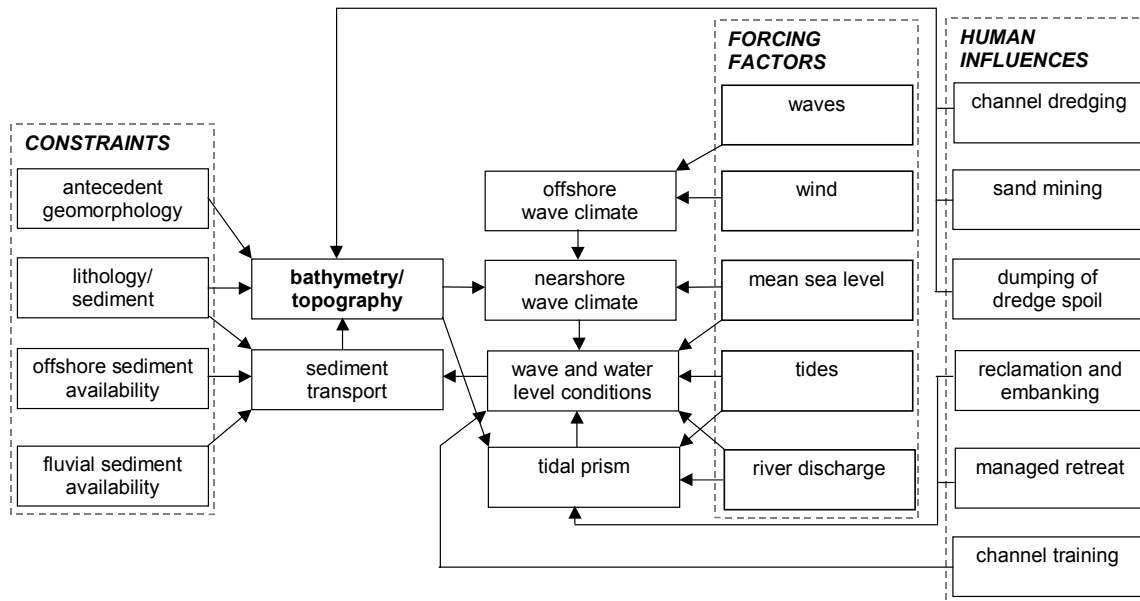 CONSTRAINTS
antecedent
geomorphology
lithology/
sediment
offshore sediment
availability
fluvial sediment
availability
bathymetry/
topography
sediment
transport
offshore
wave climate
nearshore
wave climate
wave and water
level conditions
tidal prism
FORCING
FACTORS
waves
wind
mean sea level
tides
river discharge
HUMAN
INFLUENCES
channel dredging
sand mining
dumping of
dredge spoil
reclamation and
embanking
managed retreat
channel training